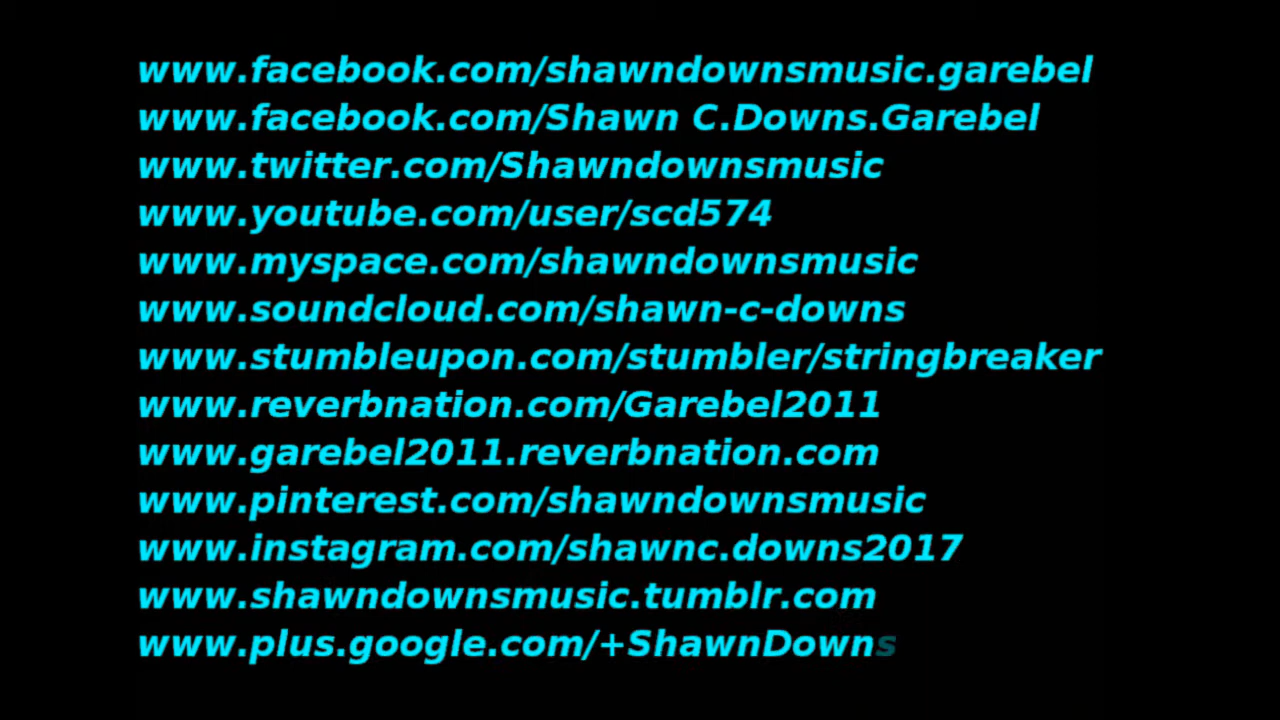 www.facebook.com/shawndownsmusic.garebel
www.facebook.com/Shawn C.Downs.Garebel
www.twitter.com/Shawndownsmusic
www.youtube.com/user/scd574
www.myspace.com/shawndownsmusic
www.soundcloud.com/shawn-c-downs
www.stumbleupon.com/stumbler/stringbreaker
www.reverbnation.com/Garebel2011
www.garebel2011.reverbnation.com
www.pinterest.com/shawndownsmusic
www.instagram.com/shawnc.downs2017
www.shawndownsmusic.tumblr.com
www.plus.google.com/+ShawnDowns